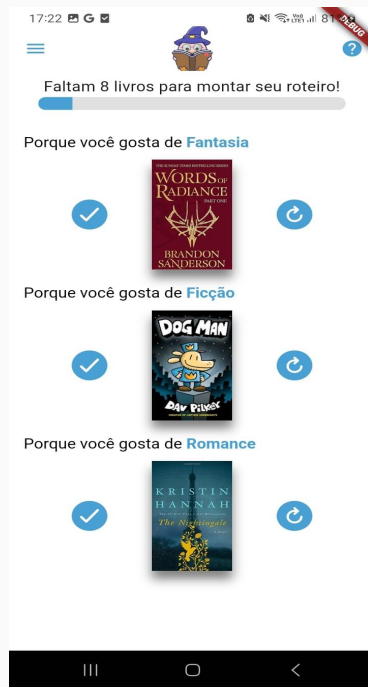 17:22
DEBUG
Faltam 8 livros para montar seu roteiro!
Porque você gosta de Fantasia
WORDS OF
RADIANCE
PART ONE
BRANDON
SANDERSON
Porque você gosta de Ficção
DOG MAN
DAV PILKEY
Porque você gosta de Romance
KRISTIN
HANNAH
The Nightingale